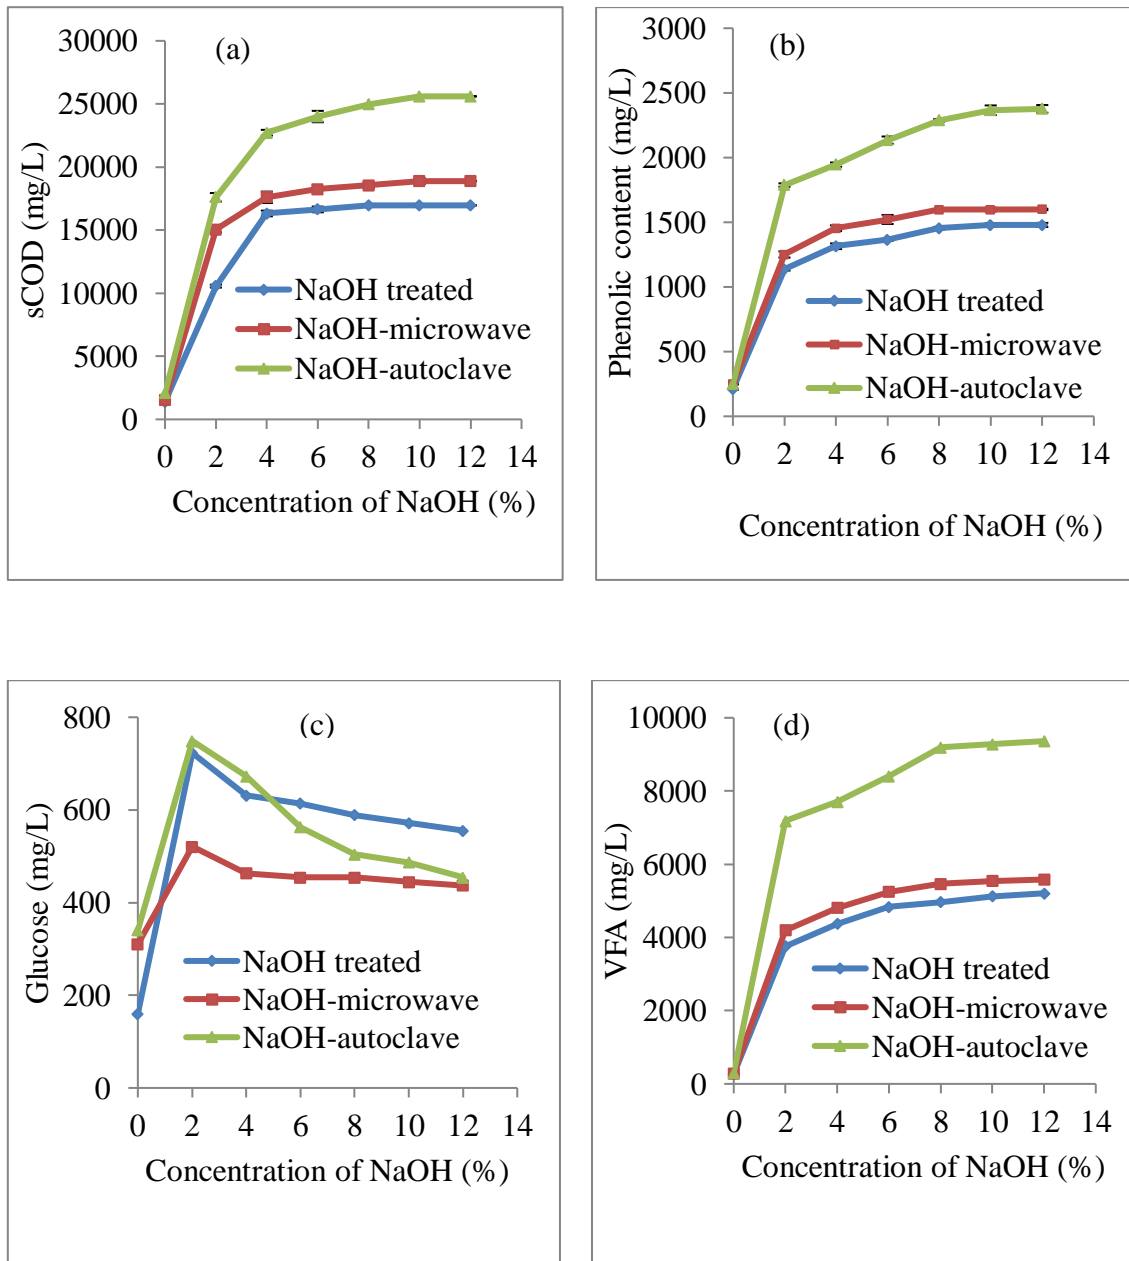 (a)
30000
25000
20000
15000
10000
5000
0
sCOD (mg/L)
NaOH treated
NaOH-microwave
NaOH-autoclave
0 2 4 6 8 10 12 14
Concentration of NaOH (%)
(b)
3000
2500
2000
1500
1000
500
0
Phenolic content (mg/L)
NaOH treated
NaOH-microwave
NaOH-autoclave
0 2 4 6 8 10 12 14
Concentration of NaOH (%)
(c)
800
600
400
200
0
Glucose (mg/L)
NaOH treated
NaOH-microwave
NaOH-autoclave
0 2 4 6 8 10 12 14
Concentration of NaOH (%)
(d)
10000
8000
6000
4000
2000
0
VFA (mg/L)
NaOH treated
NaOH-microwave
NaOH-autoclave
0 2 4 6 8 10 12 14
Concentration of NaOH (%)